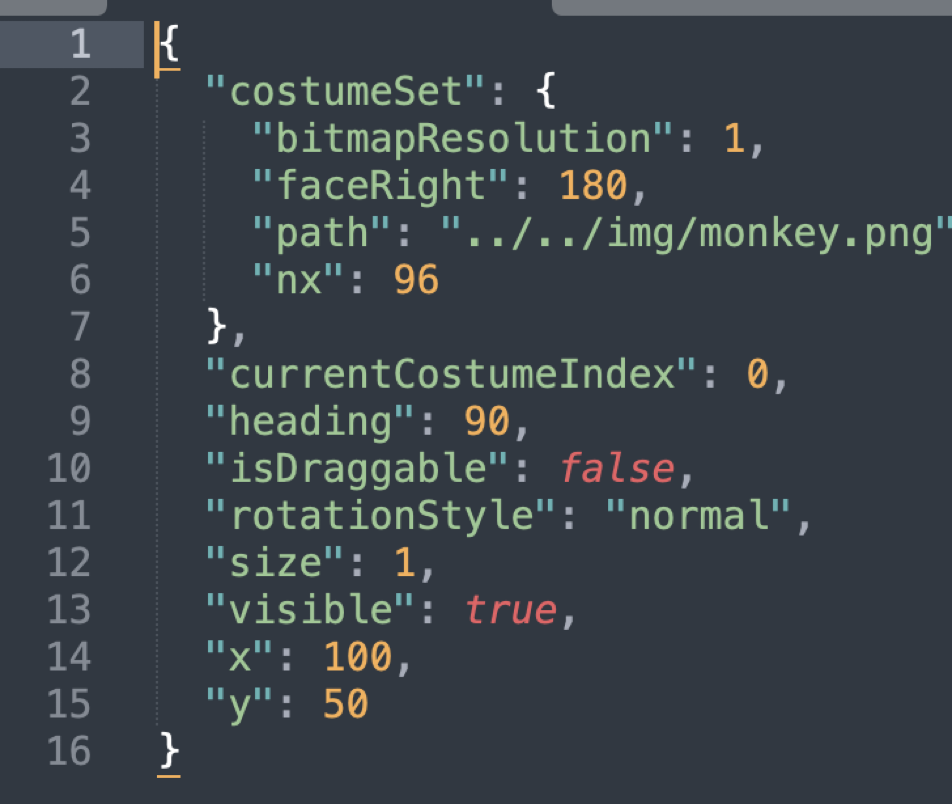 1 {
2   "costumeSet": {
3     "bitmapResolution": 1,
4     "faceRight": 180,
5     "path": "../../img/monkey.png"
6     "nx": 96
7   },
8   "currentCostumeIndex": 0,
9   "heading": 90,
10   "isDraggable": false,
11   "rotationStyle": "normal",
12   "size": 1,
13   "visible": true,
14   "x": 100,
15   "y": 50
16 }